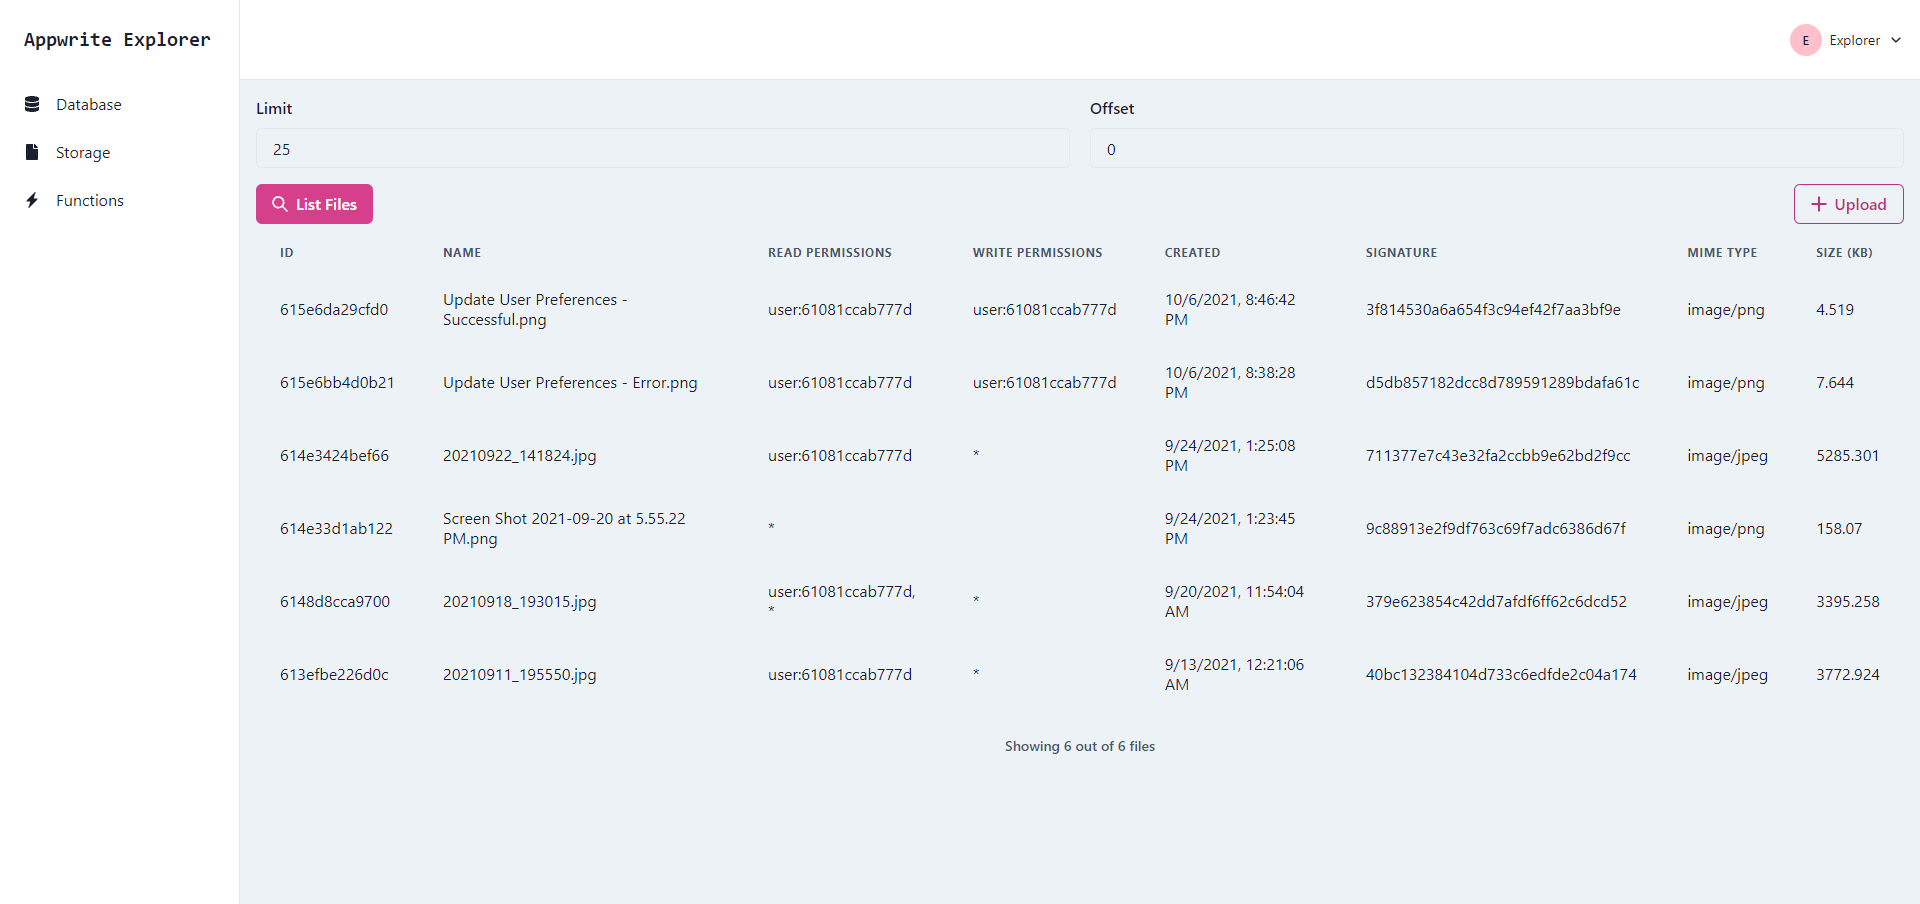 Appwrite Explorer
E Explorer
Database
Storage
Functions
Limit
Offset
25
0
List Files
Upload
ID NAME READ PERMISSIONS WRITE PERMISSIONS CREATED SIGNATURE MIME TYPE SIZE (KB)
615e6da29cfd0 Update User Preferences - Successful.png user:61081ccab777d user:61081ccab777d 10/6/2021, 8:46:42 PM 3f814530a6a654f3c94ef42f7aa3bf9e image/png 4.519
615e6bb4d0b21 Update User Preferences - Error.png user:61081ccab777d user:61081ccab777d 10/6/2021, 8:38:28 PM d5db857182dcc8d789591289bdafa61c image/png 7.644
614e3424bef66 20210922_141824.jpg user:61081ccab777d * 9/24/2021, 1:25:08 PM 711377e7c43e32fa2ccbb9e62bd2f9cc image/jpeg 5285.301
614e33d1ab122 Screen Shot 2021-09-20 at 5.55.22 PM.png * 9/24/2021, 1:23:45 PM 9c88913e2f9df763c69f7adc6386d67f image/png 158.07
6148d8cca9700 20210918_193015.jpg user:61081ccab777d, * * 9/20/2021, 11:54:04 AM 379e623854c42dd7afdf6ff62c6dcd52 image/jpeg 3395.258
613efbe226d0c 20210911_195550.jpg user:61081ccab777d * 9/13/2021, 12:21:06 AM 40bc132384104d733c6edfde2c04a174 image/jpeg 3772.924
Showing 6 out of 6 files